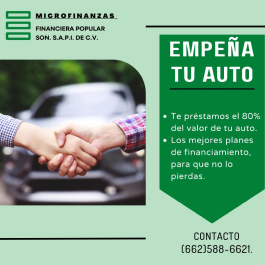 MICROFINANZAS
FINANCIERA POPULAR
SON. S.A.P.I. DE C.V.
EMPEÑA
TU AUTO
• Te préstamos el 80%
del valor de tu auto.
• Los mejores planes
de financiamiento,
para que no lo
pierdas.
CONTACTO
(662)588-6621.